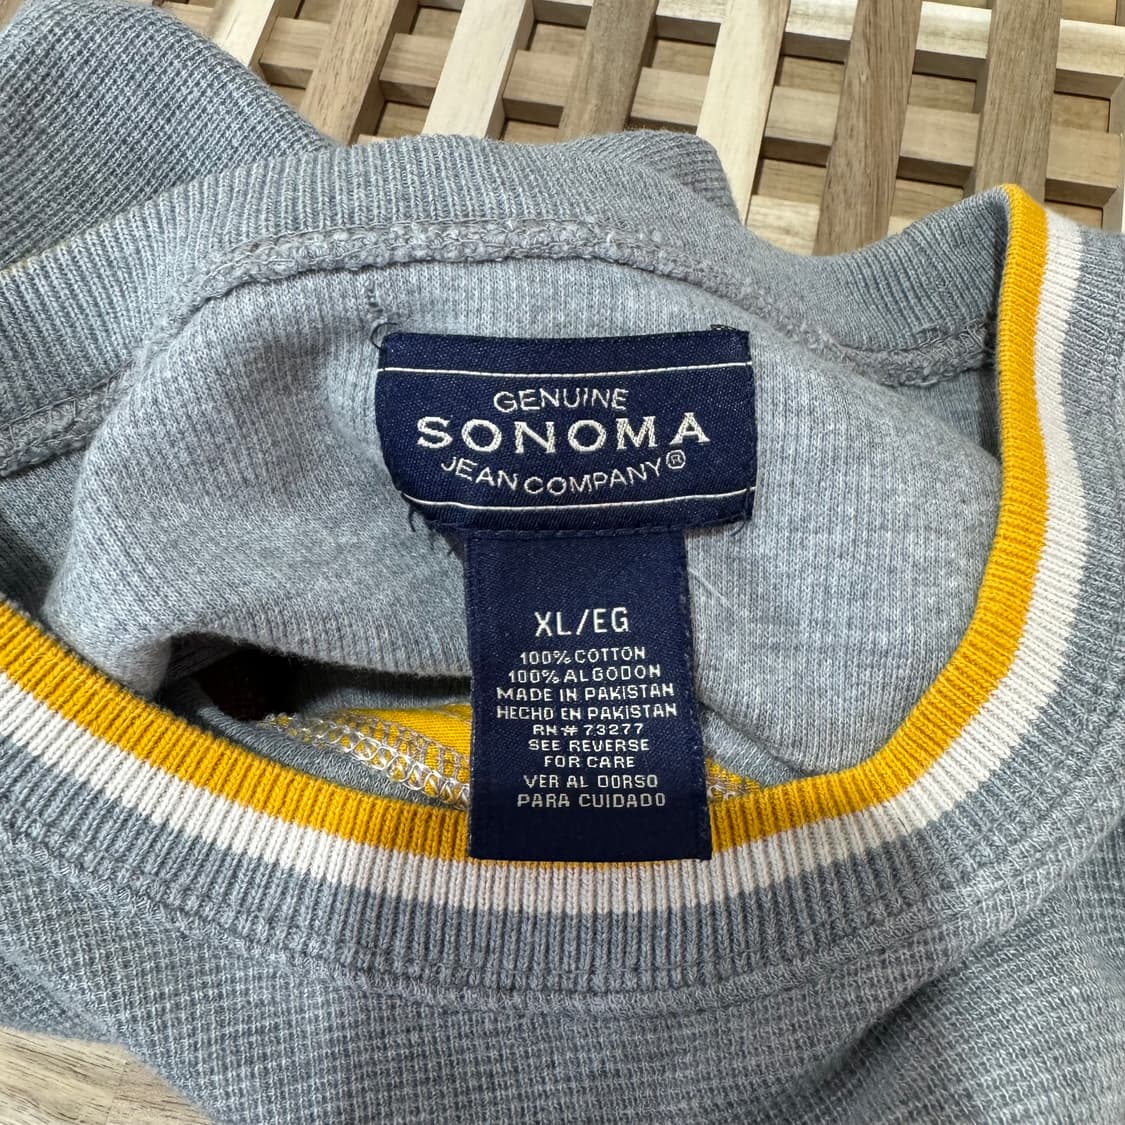 GENUINE
SONOMA
JEAN COMPANY®
XL/EG
100% COTTON
100% ALGODON
MADE IN PAKISTAN
HECHO EN PAKISTAN
RN# 73277
SEE REVERSE
FOR CARE
VER AL DORSO
PARA CUIDADO